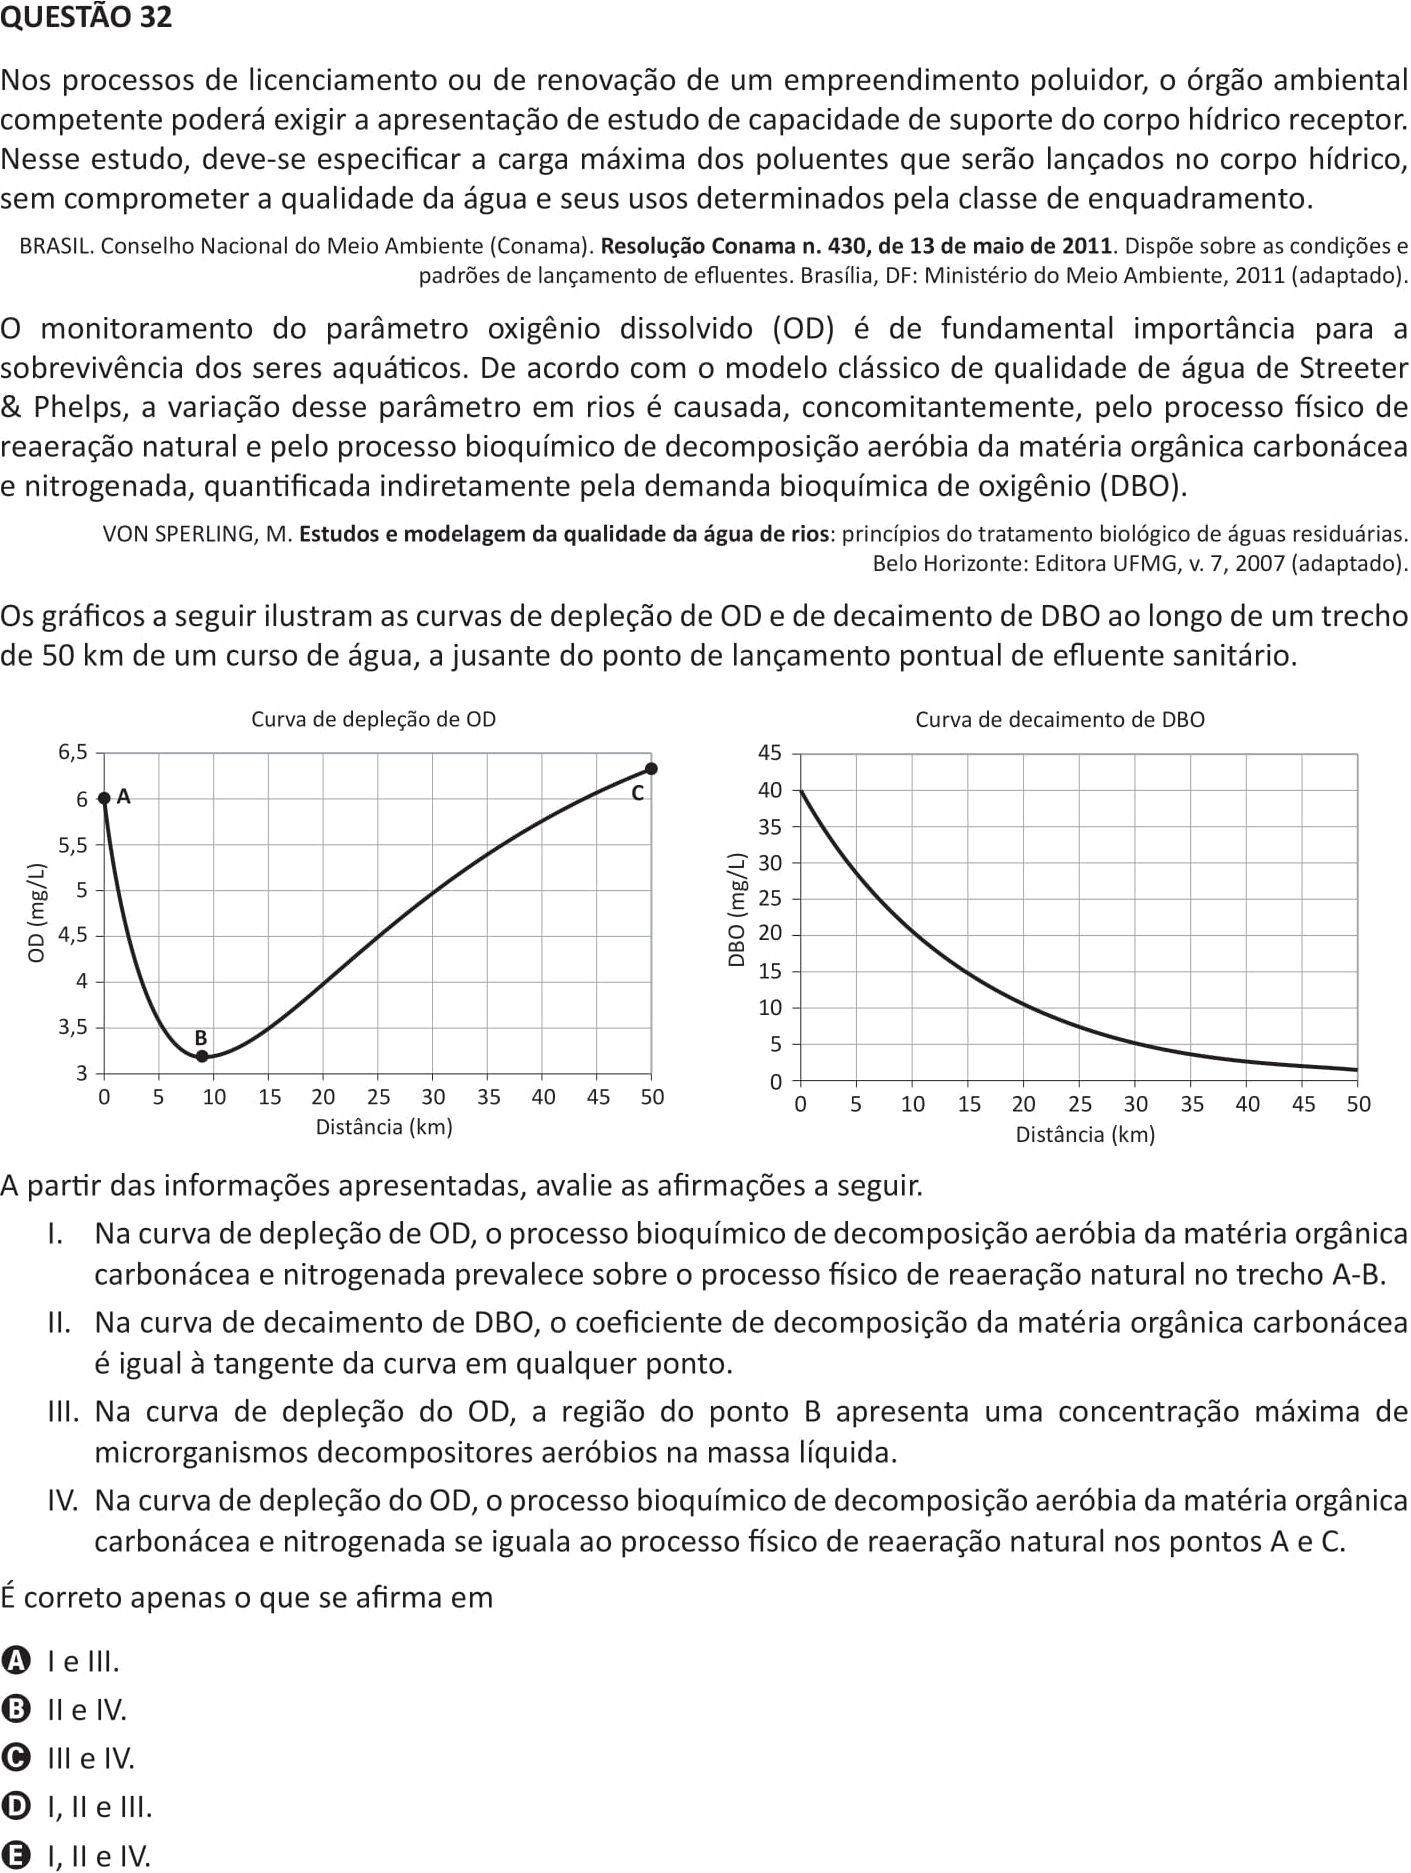 QUESTÃO 32
Nos processos de licenciamento ou de renovação de um empreendimento poluidor, o órgão ambiental
competente poderá exigir a apresentação de estudo de capacidade de suporte do corpo hídrico receptor.
Nesse estudo, deve-se especificar a carga máxima dos poluentes que serão lançados no corpo hídrico,
sem comprometer a qualidade da água e seus usos determinados pela classe de enquadramento.
BRASIL. Conselho Nacional do Meio Ambiente (Conama). Resolução Conama n. 430, de 13 de maio de 2011. Dispõe sobre as condições e
padrões de lançamento de efluentes. Brasília, DF: Ministério do Meio Ambiente, 2011 (adaptado).
O monitoramento do parâmetro oxigênio dissolvido (OD) é de fundamental importância para a
sobrevivência dos seres aquáticos. De acordo com o modelo clássico de qualidade de água de Streeter
& Phelps, a variação desse parâmetro em rios é causada, concomitantemente, pelo processo físico de
reaeração natural e pelo processo bioquímico de decomposição aeróbia da matéria orgânica carbonácea
e nitrogenada, quantificada indiretamente pela demanda bioquímica de oxigênio (DBO).
VON SPERLING, M. Estudos e modelagem da qualidade da água de rios: princípios do tratamento biológico de águas residuárias.
Belo Horizonte: Editora UFMG, v. 7, 2007 (adaptado).
Os gráficos a seguir ilustram as curvas de depleção de OD e de decaimento de DBO ao longo de um trecho
de 50 km de um curso de água, a jusante do ponto de lançamento pontual de efluente sanitário.
Curva de depleção de OD
6,5
6
5,5
5
4,5
4
3,5
3
OD (mg/L)
A
B
C
0 5 10 15 20 25 30 35 40 45 50
Distância (km)
Curva de decaimento de DBO
45
40
35
30
25
20
15
10
5
0
DBO (mg/L)
0 5 10 15 20 25 30 35 40 45 50
Distância (km)
A partir das informações apresentadas, avalie as afirmações a seguir.
I. Na curva de depleção de OD, o processo bioquímico de decomposição aeróbia da matéria orgânica
carbonácea e nitrogenada prevalece sobre o processo físico de reaeração natural no trecho A-B.
II. Na curva de decaimento de DBO, o coeficiente de decomposição da matéria orgânica carbonácea
é igual à tangente da curva em qualquer ponto.
III. Na curva de depleção do OD, a região do ponto B apresenta uma concentração máxima de
microrganismos decompositores aeróbios na massa líquida.
IV. Na curva de depleção do OD, o processo bioquímico de decomposição aeróbia da matéria orgânica
carbonácea e nitrogenada se iguala ao processo físico de reaeração natural nos pontos A e C.
É correto apenas o que se afirma em
A I e III.
B II e IV.
C III e IV.
D I, II e III.
E I, II e IV.